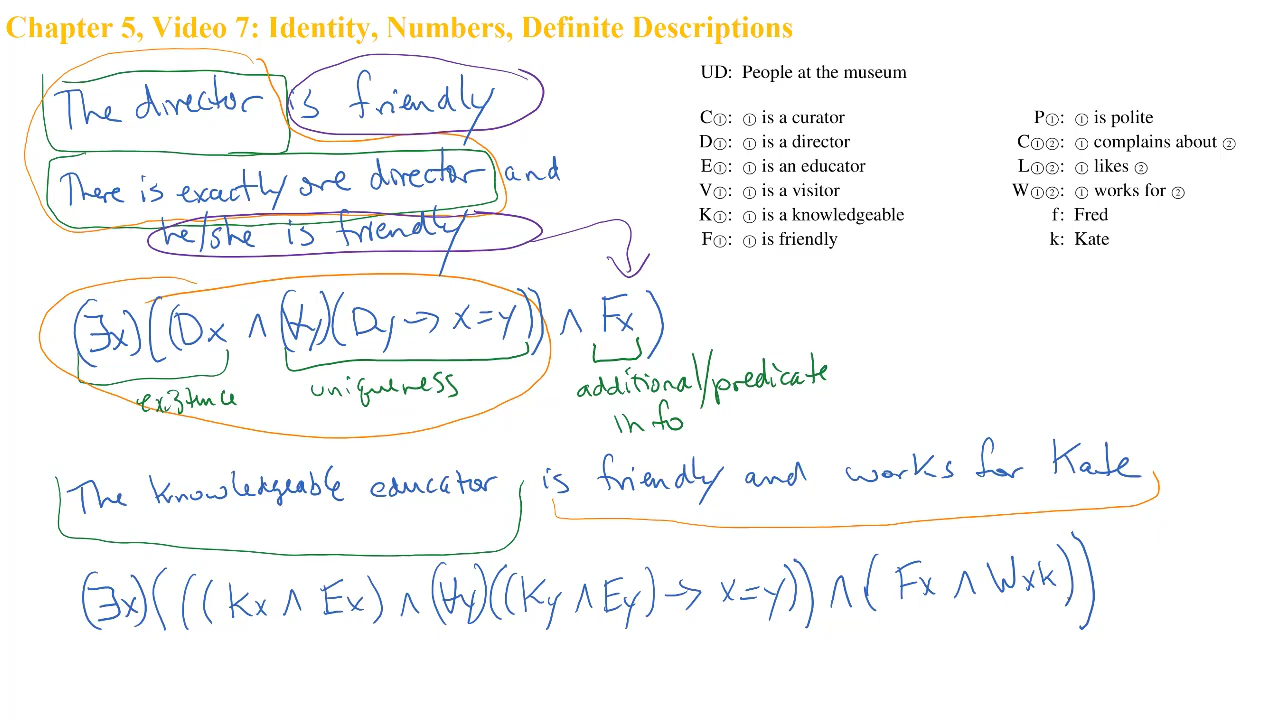 Chapter 5, Video 7: Identity, Numbers, Definite Descriptions
The director is friendly
There is exactly one director and
he/she is friendly
(∃x)((Dx ∧ (∀y)(Dy → x=y)) ∧ Fx)
existence
uniqueness
additional/predicate
info
The knowledgeable educator is friendly and works for Kate
(∃x)(((Kx ∧ Ex) ∧ (∀y)((Ky ∧ Ey) → x=y)) ∧ (Fx ∧ Wxk))
UD: People at the museum
C①: ① is a curator
D①: ① is a director
E①: ① is an educator
V①: ① is a visitor
K①: ① is a knowledgeable
F①: ① is friendly
P①: ① is polite
C①②: ① complains about ②
L①②: ① likes ②
W①②: ① works for ②
f: Fred
k: Kate